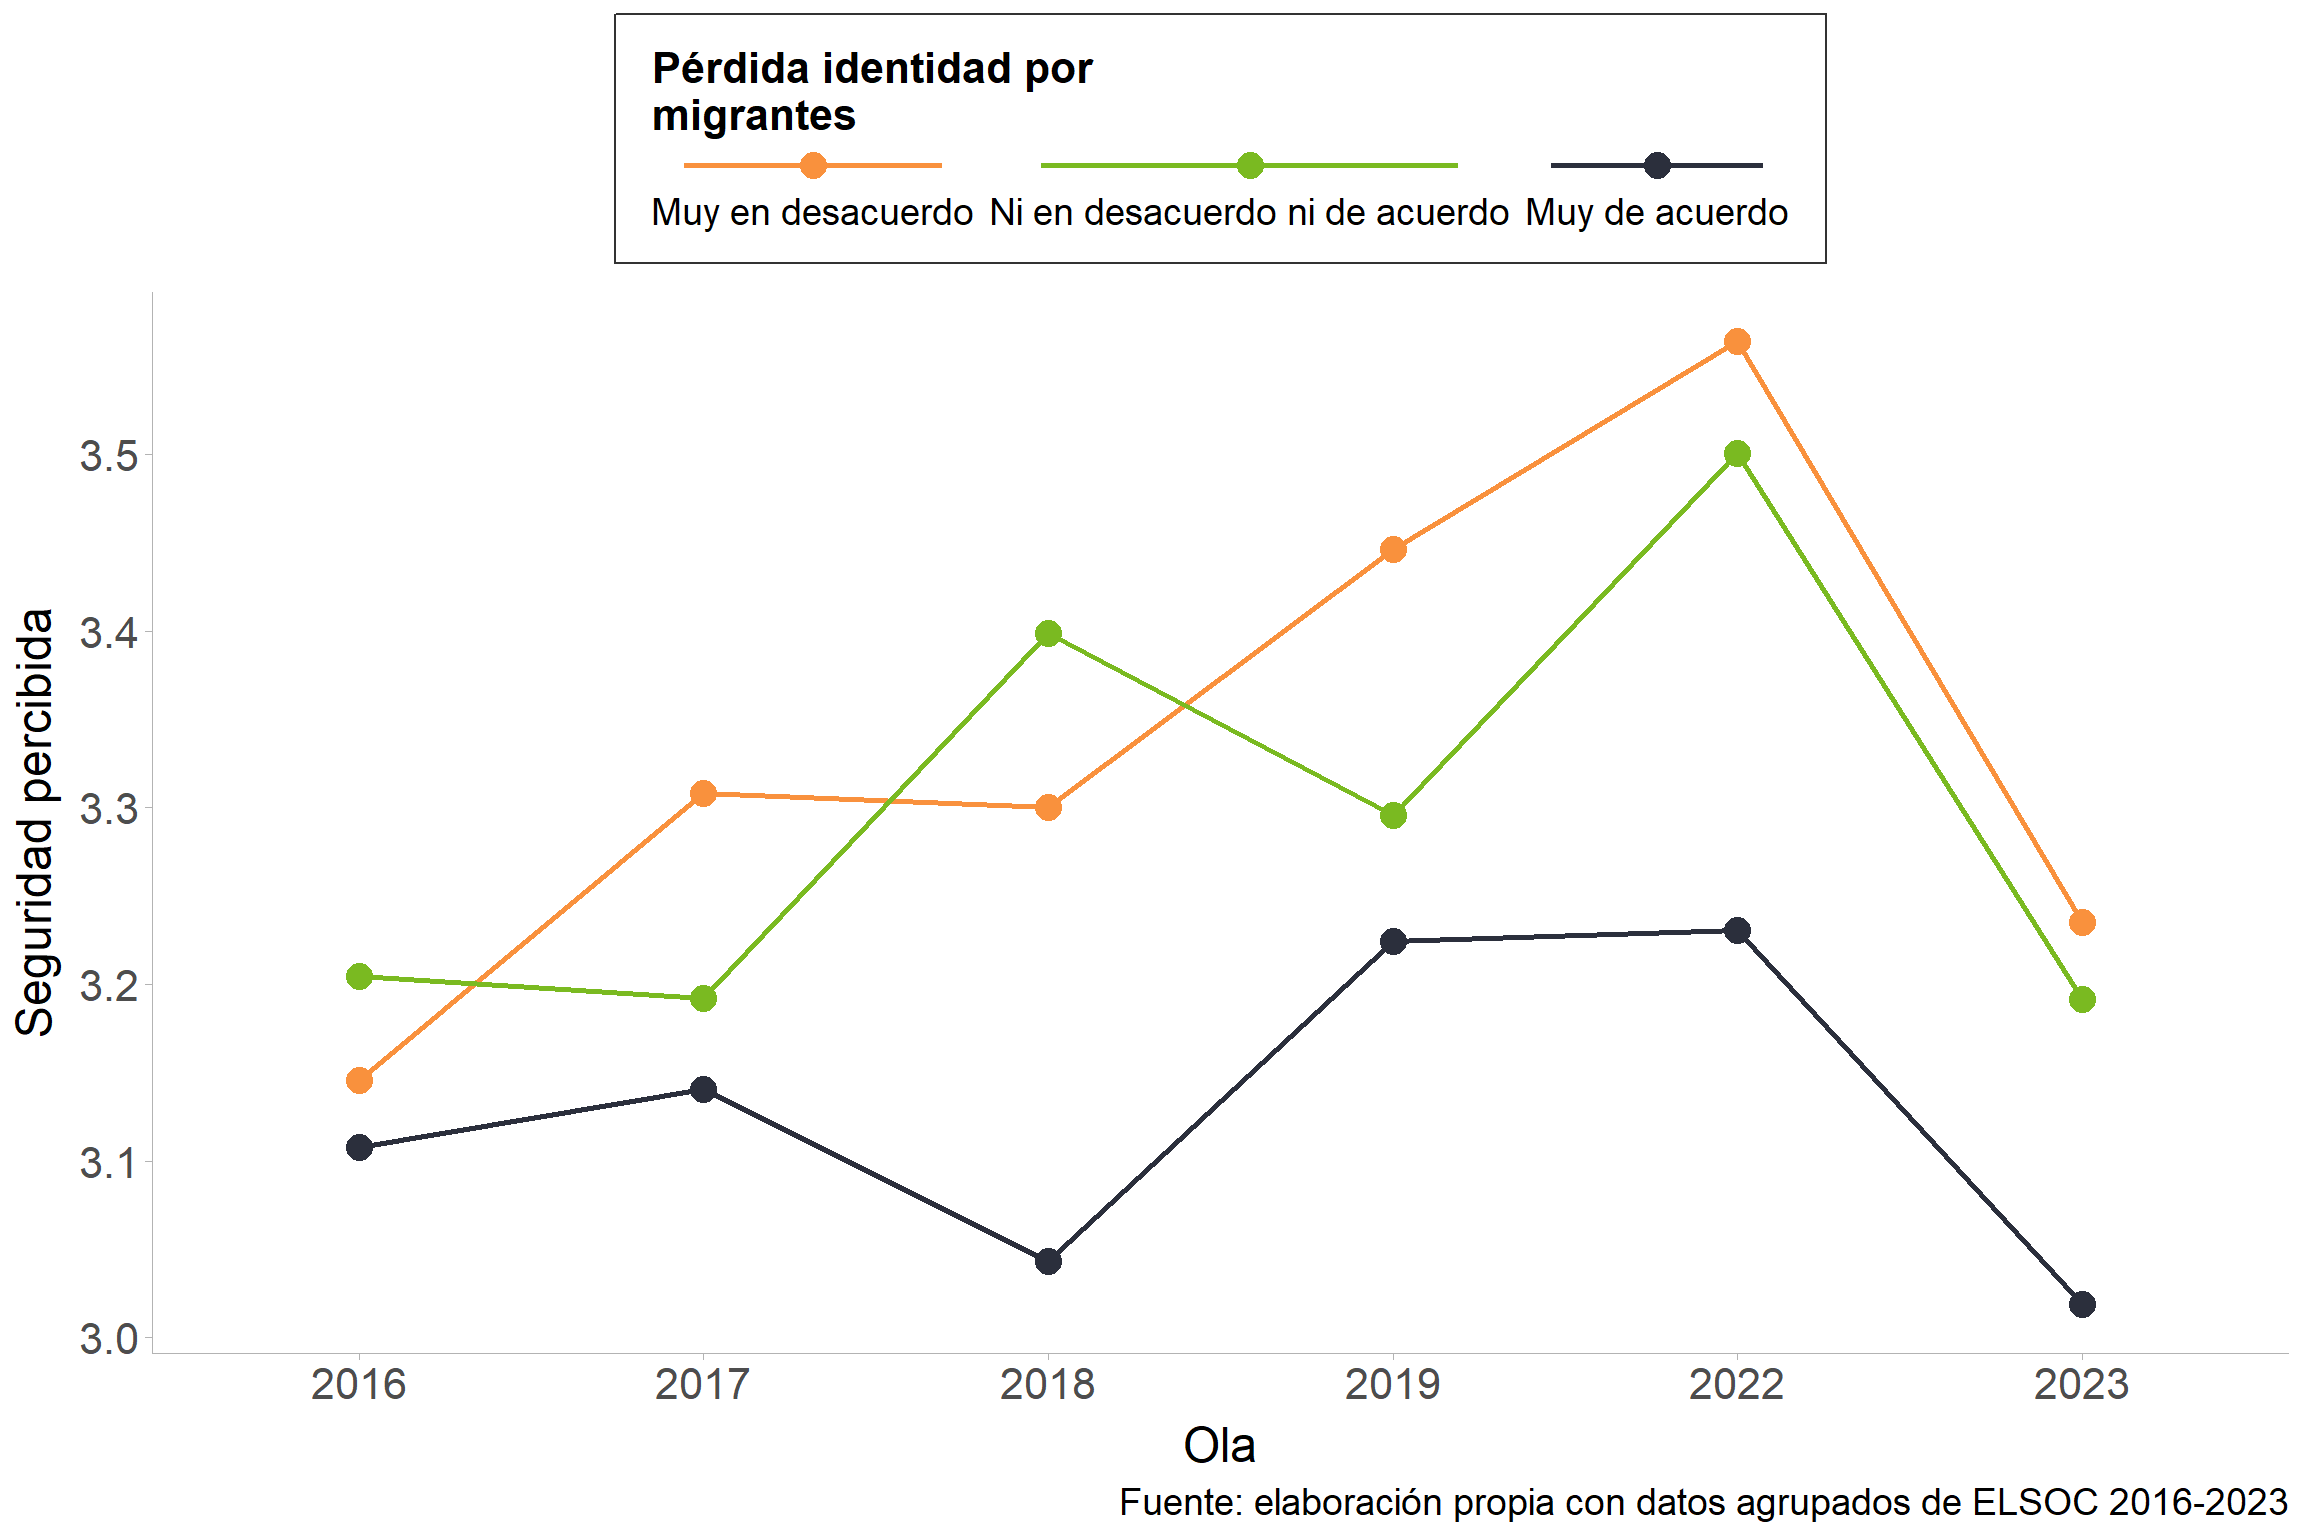 Pérdida identidad por
migrantes
Muy en desacuerdo Ni en desacuerdo ni de acuerdo Muy de acuerdo
Seguridad percibida
3.5
3.4
3.3
3.2
3.1
3.0
2016 2017 2018 2019 2022 2023
Ola
Fuente: elaboración propia con datos agrupados de ELSOC 2016-2023